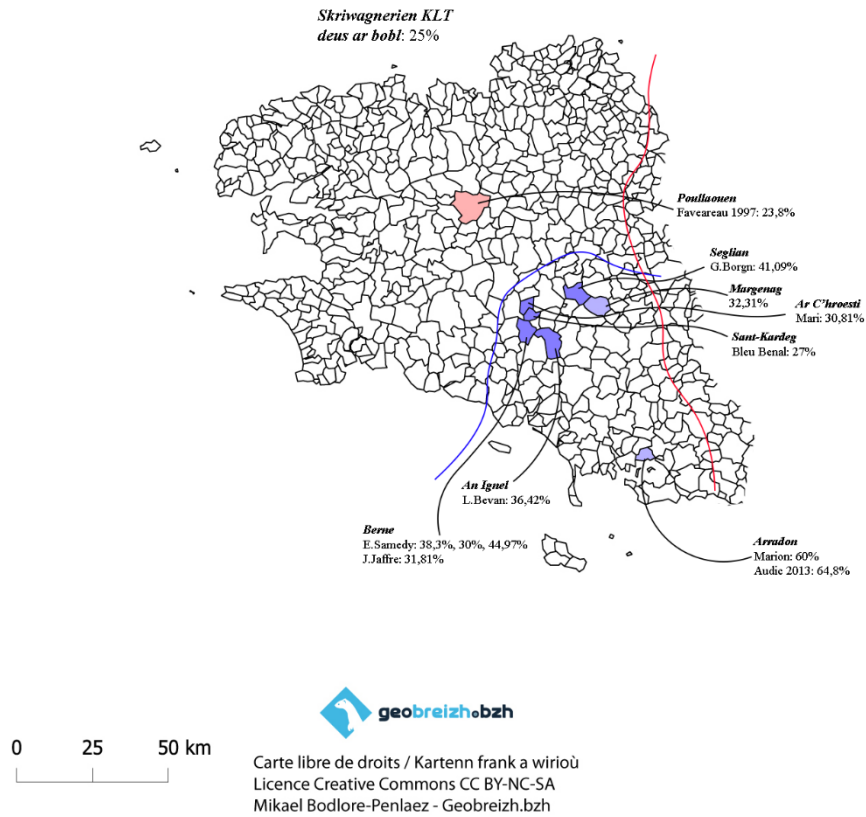 Skriwagnerien KLT
deus ar bobl: 25%
Poullaouen
Faveareau 1997: 23,8%
Seglian
G.Borgn: 41,09%
Margenag
32,31%
Ar C'hroesti
Mari: 30,81%
Sant-Kardeg
Bleu Benal: 27%
An Ignel
L.Bevan: 36,42%
Berne
E.Samedy: 38,3%, 30%, 44,97%
J.Jaffre: 31,81%
Arradon
Marion: 60%
Audic 2013: 64,8%
geobreizh.bzh
0 25 50 km
Carte libre de droits / Kartenn frank a wirioù
Licence Creative Commons CC BY-NC-SA
Mikael Bodlore-Penlaez - Geobreizh.bzh